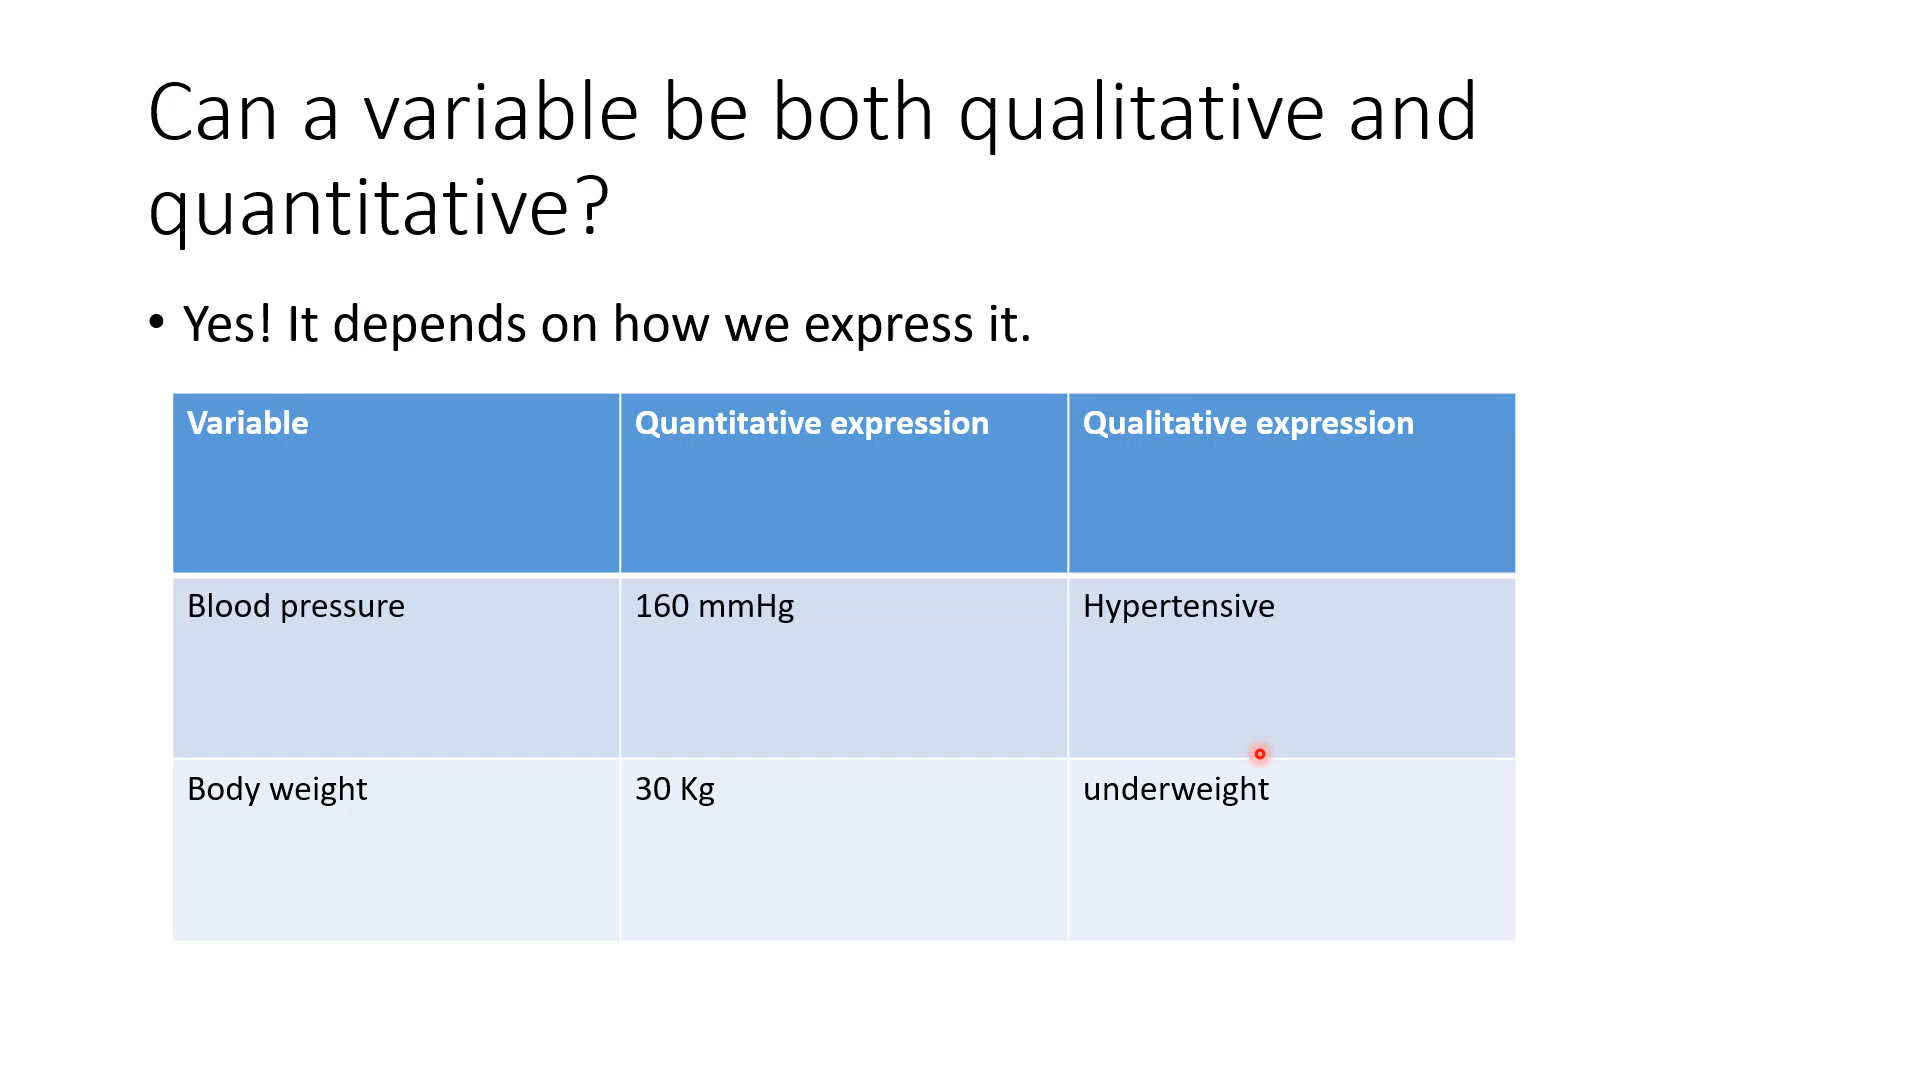 Can a variable be both qualitative and
quantitative?
• Yes! It depends on how we express it.
Variable
Quantitative expression
Qualitative expression
Blood pressure
160 mmHg
Hypertensive
Body weight
30 Kg
underweight